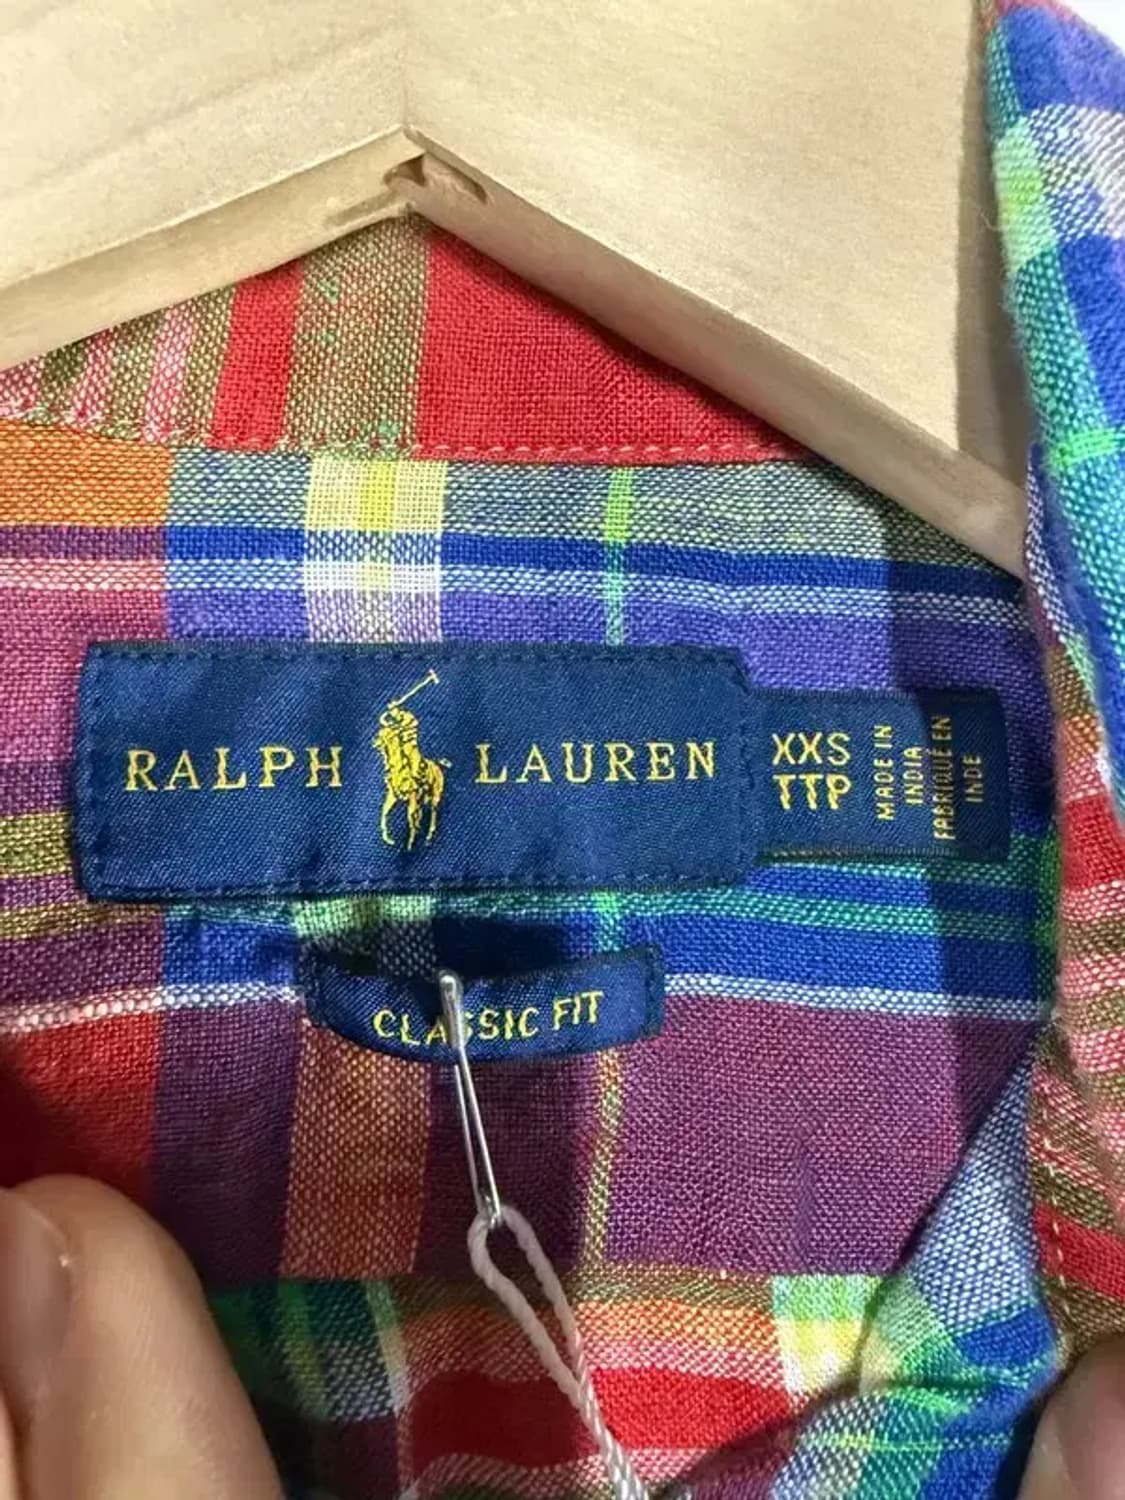 RALPH LAUREN
XXS
TTP
MADE IN
INDIA
FABRIQUÉ EN
INDE
CLASSIC FIT